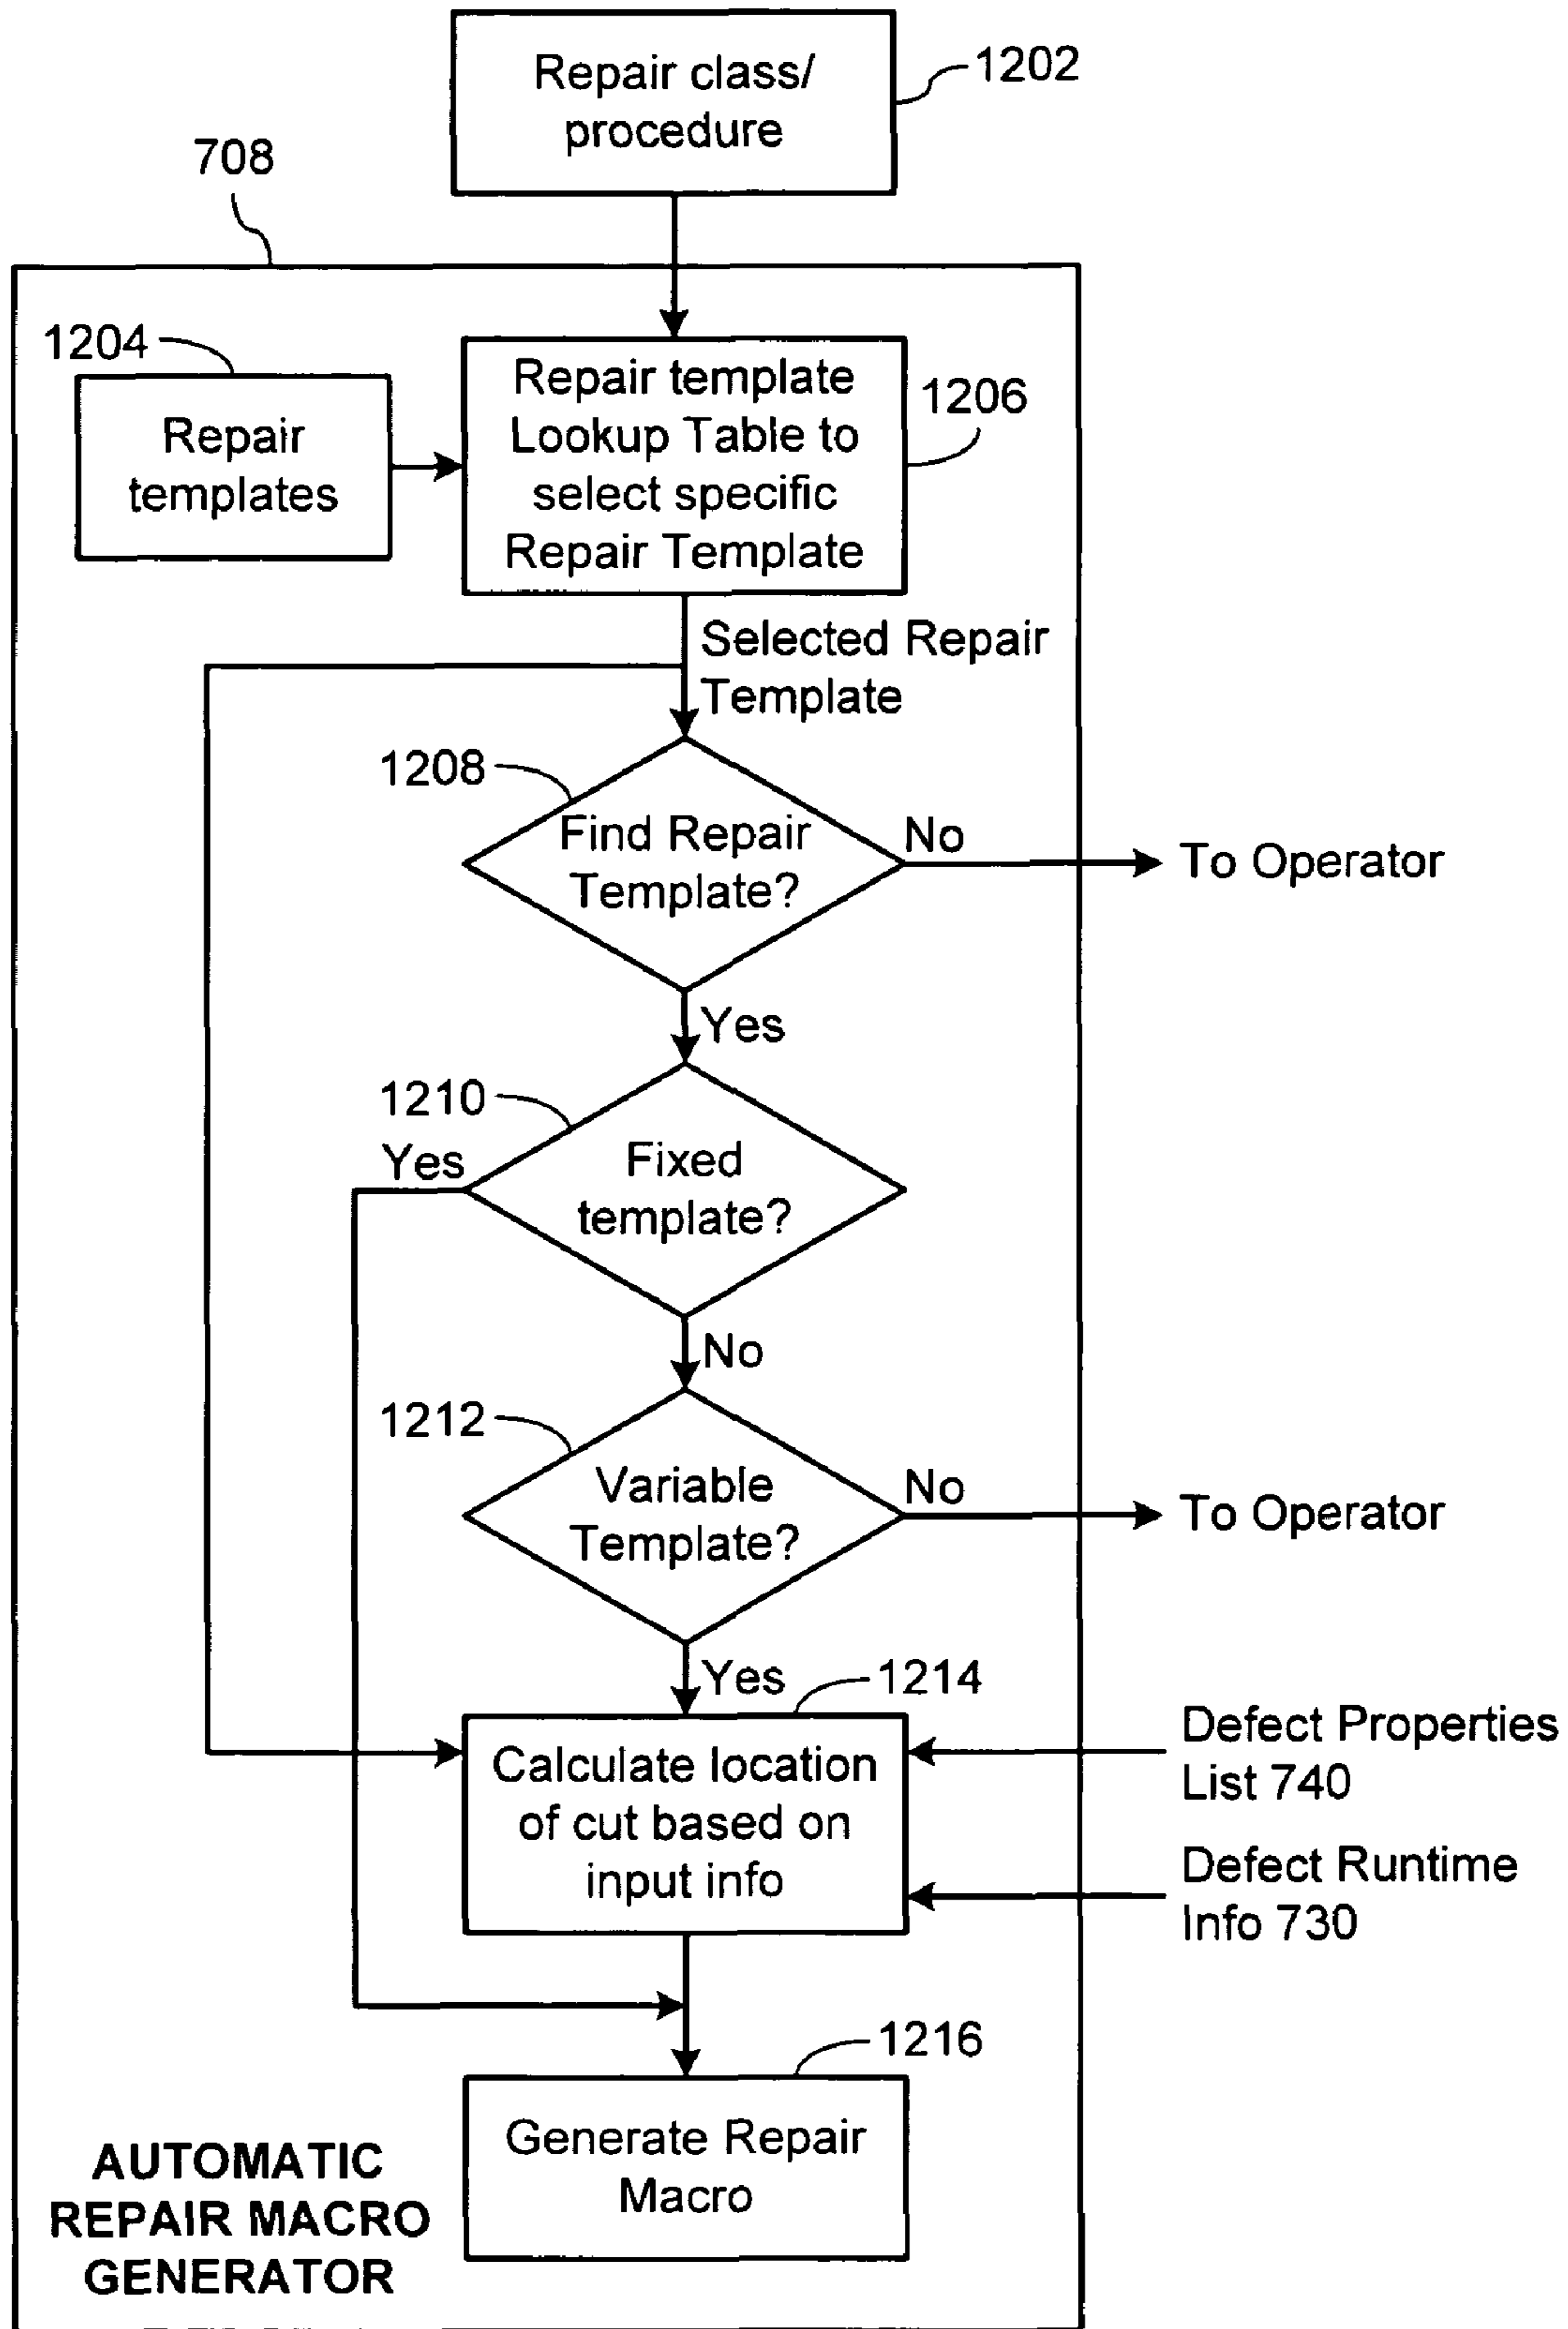 Repair class/
procedure
1202
708
1204
Repair
templates
Repair template
Lookup Table to
select specific
Repair Template
1206
Selected Repair
Template
1208
Find Repair
Template?
No
To Operator
Yes
1210
Yes
Fixed
template?
No
1212
Variable
Template?
No
To Operator
Yes
1214
Calculate location
of cut based on
input info
Defect Properties
List 740
Defect Runtime
Info 730
1216
Generate Repair
Macro
AUTOMATIC
REPAIR MACRO
GENERATOR